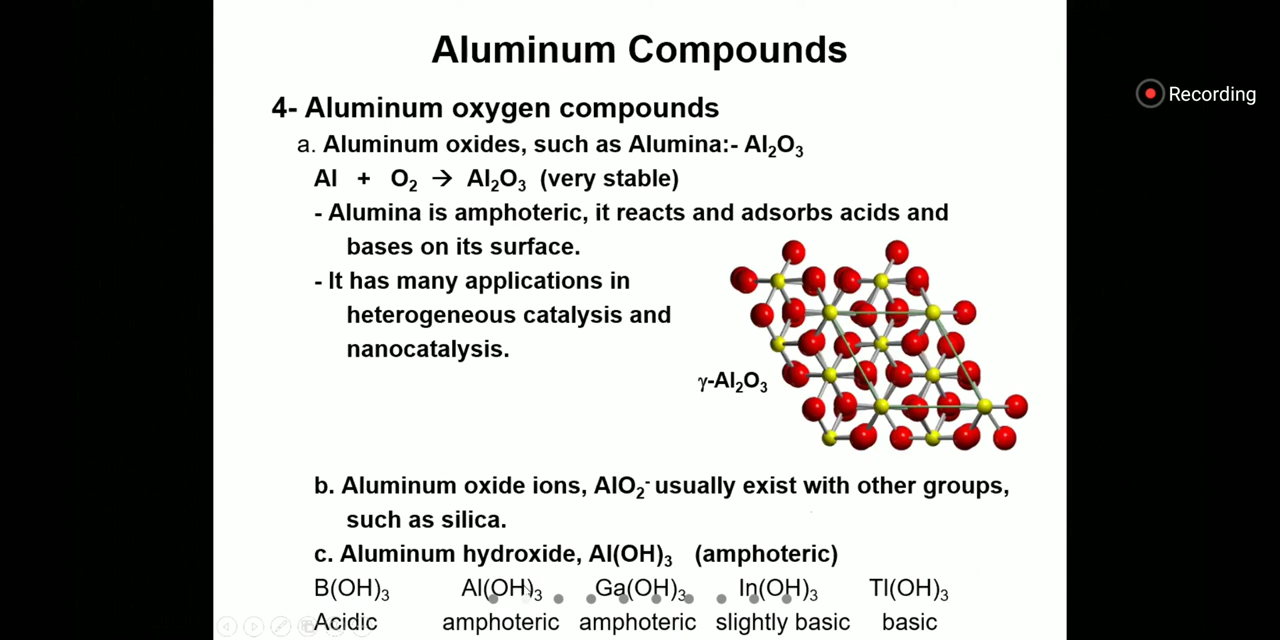 Aluminum Compounds
Recording
4- Aluminum oxygen compounds
a. Aluminum oxides, such as Alumina:- Al₂O₃
Al + O₂ → Al₂O₃ (very stable)
- Alumina is amphoteric, it reacts and adsorbs acids and
bases on its surface.
- It has many applications in
heterogeneous catalysis and
nanocatalysis.
γ-Al₂O₃
b. Aluminum oxide ions, AlO₂⁻ usually exist with other groups,
such as silica.
c. Aluminum hydroxide, Al(OH)₃ (amphoteric)
B(OH)₃ Al(OH)₃ Ga(OH)₃ In(OH)₃ Tl(OH)₃
Acidic amphoteric amphoteric slightly basic basic